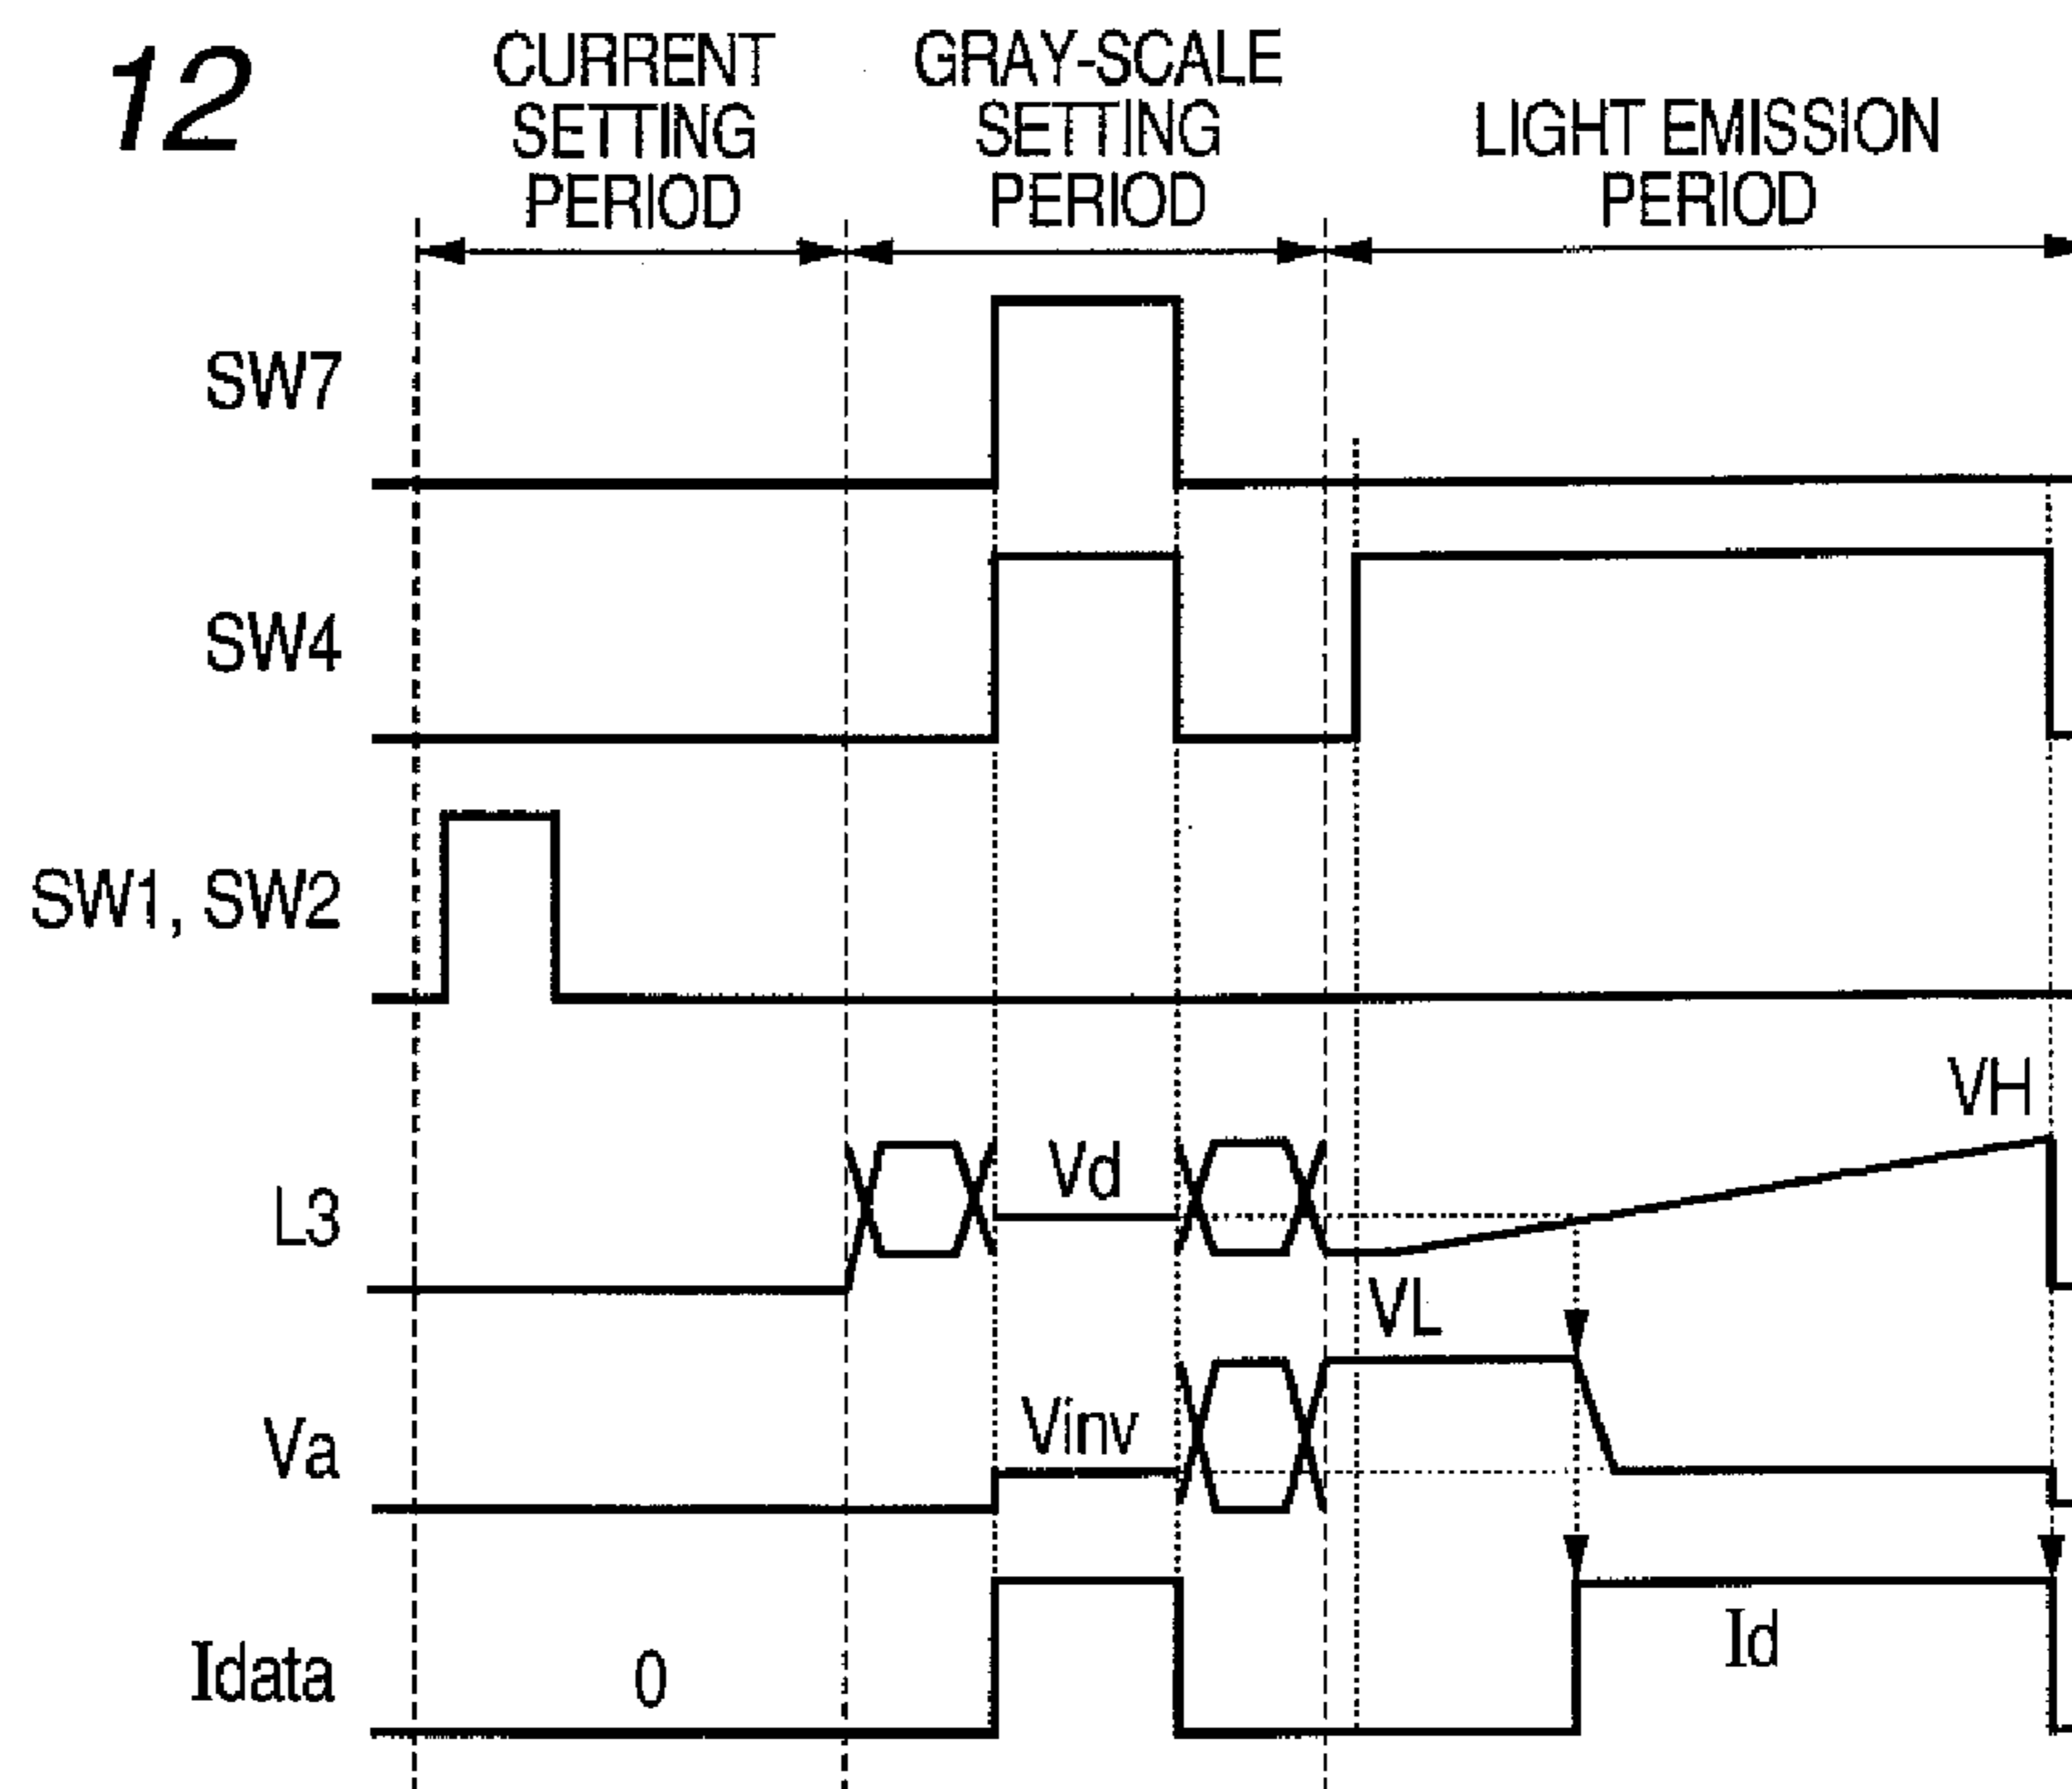 12
CURRENT
SETTING
PERIOD
GRAY-SCALE
SETTING
PERIOD
LIGHT EMISSION
PERIOD
SW7
SW4
SW1, SW2
VH
L3
Vd
VL
Va
Vinv
Idata
0
Id